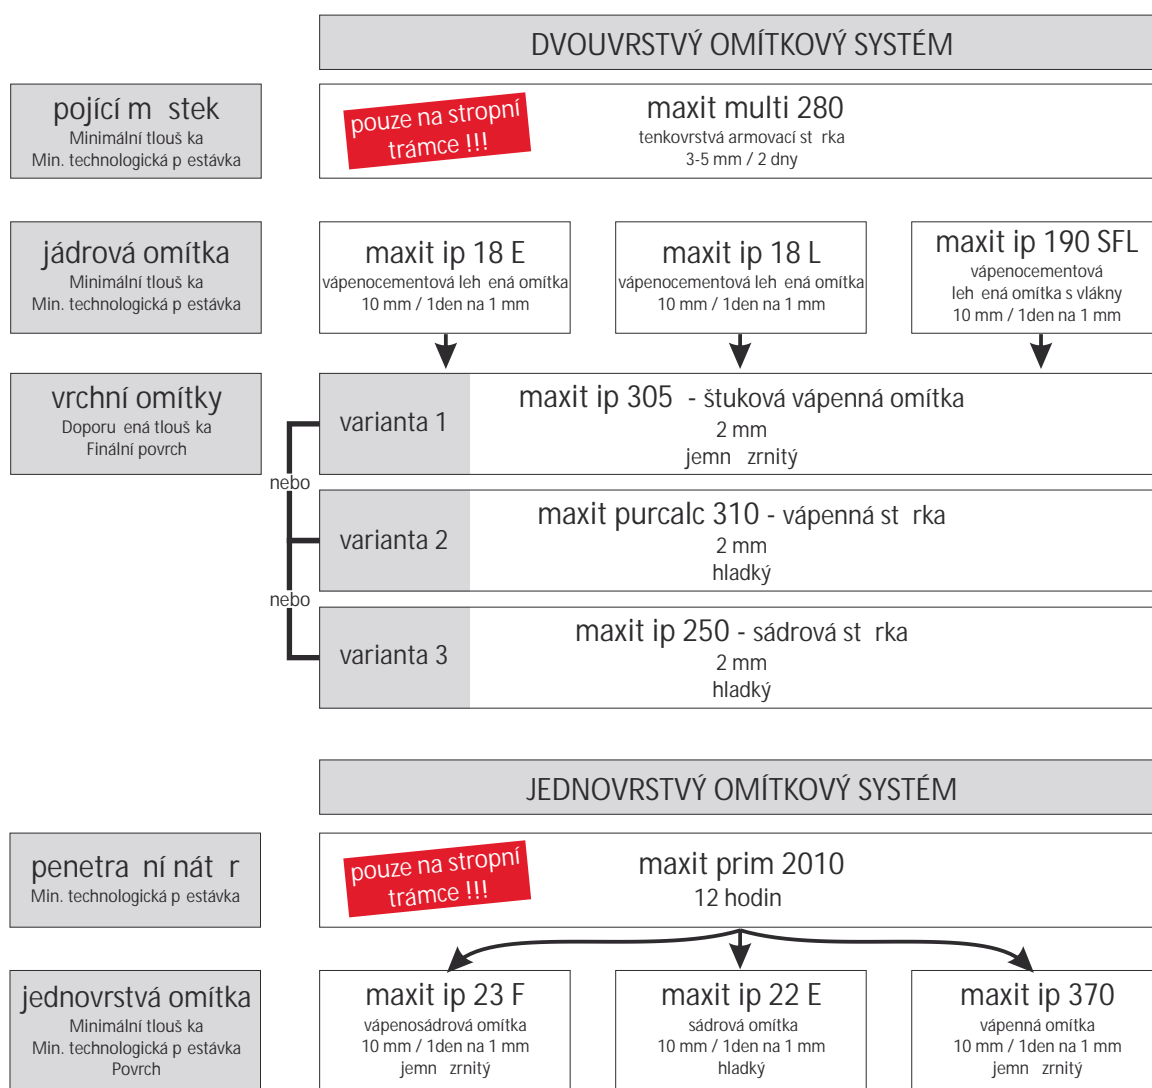 DVOUVRSTVÝ OMÍTKOVÝ SYSTÉM
pojící m stek
Minimální tlouš ka
Min. technologická p estávka
pouze na stropní
trámce !!!
maxit multi 280
tenkovrstvá armovací st rka
3-5 mm / 2 dny
jádrová omítka
Minimální tlouš ka
Min. technologická p estávka
maxit ip 18 E
vápenocementová leh ená omítka
10 mm / 1den na 1 mm
maxit ip 18 L
vápenocementová leh ená omítka
10 mm / 1den na 1 mm
maxit ip 190 SFL
vápenocementová
leh ená omítka s vlákny
10 mm / 1den na 1 mm
vrchní omítky
Doporu ená tlouš ka
Finální povrch
varianta 1
maxit ip 305 - štuková vápenná omítka
2 mm
jemn zrnitý
nebo
varianta 2
maxit purcalc 310 - vápenná st rka
2 mm
hladký
nebo
varianta 3
maxit ip 250 - sádrová st rka
2 mm
hladký
JEDNOVRSTVÝ OMÍTKOVÝ SYSTÉM
penetra ní nát r
Min. technologická p estávka
pouze na stropní
trámce !!!
maxit prim 2010
12 hodin
jednovrstvá omítka
Minimální tlouš ka
Min. technologická p estávka
Povrch
maxit ip 23 F
vápenosádrová omítka
10 mm / 1den na 1 mm
jemn zrnitý
maxit ip 22 E
sádrová omítka
10 mm / 1den na 1 mm
hladký
maxit ip 370
vápenná omítka
10 mm / 1den na 1 mm
jemn zrnitý